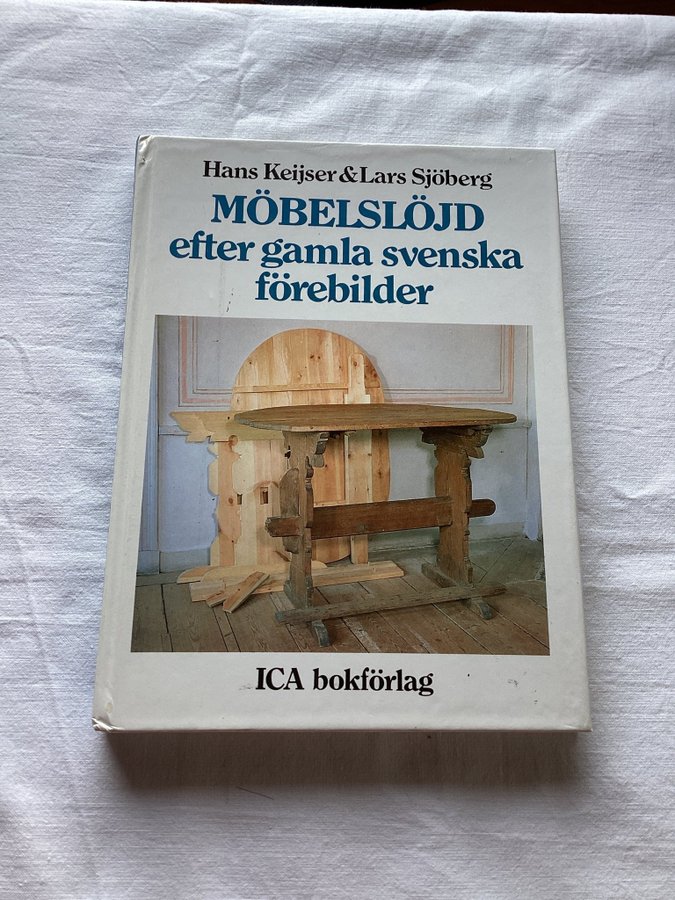 Hans Keijser & Lars Sjöberg
MÖBELSLÖJD
efter gamla svenska
förebilder
ICA bokförlag